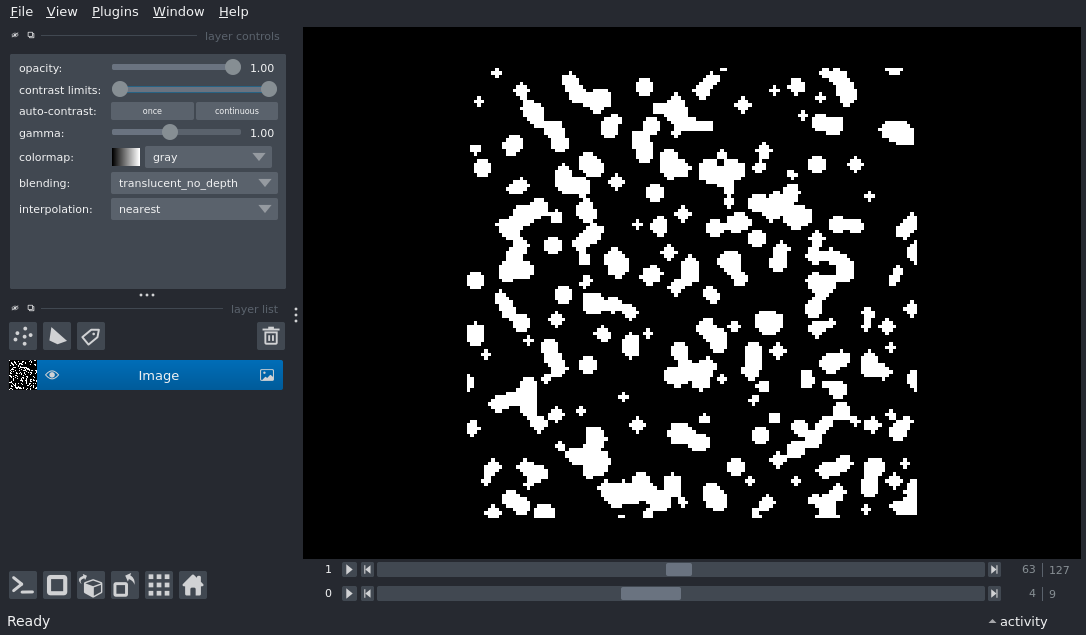 File View Plugins Window Help
layer controls
opacity: 1.00
contrast limits:
auto-contrast: once continuous
gamma: 1.00
colormap: gray
blending: translucent_no_depth
interpolation: nearest
layer list
Image
1 63 127
0 4 9
Ready activity